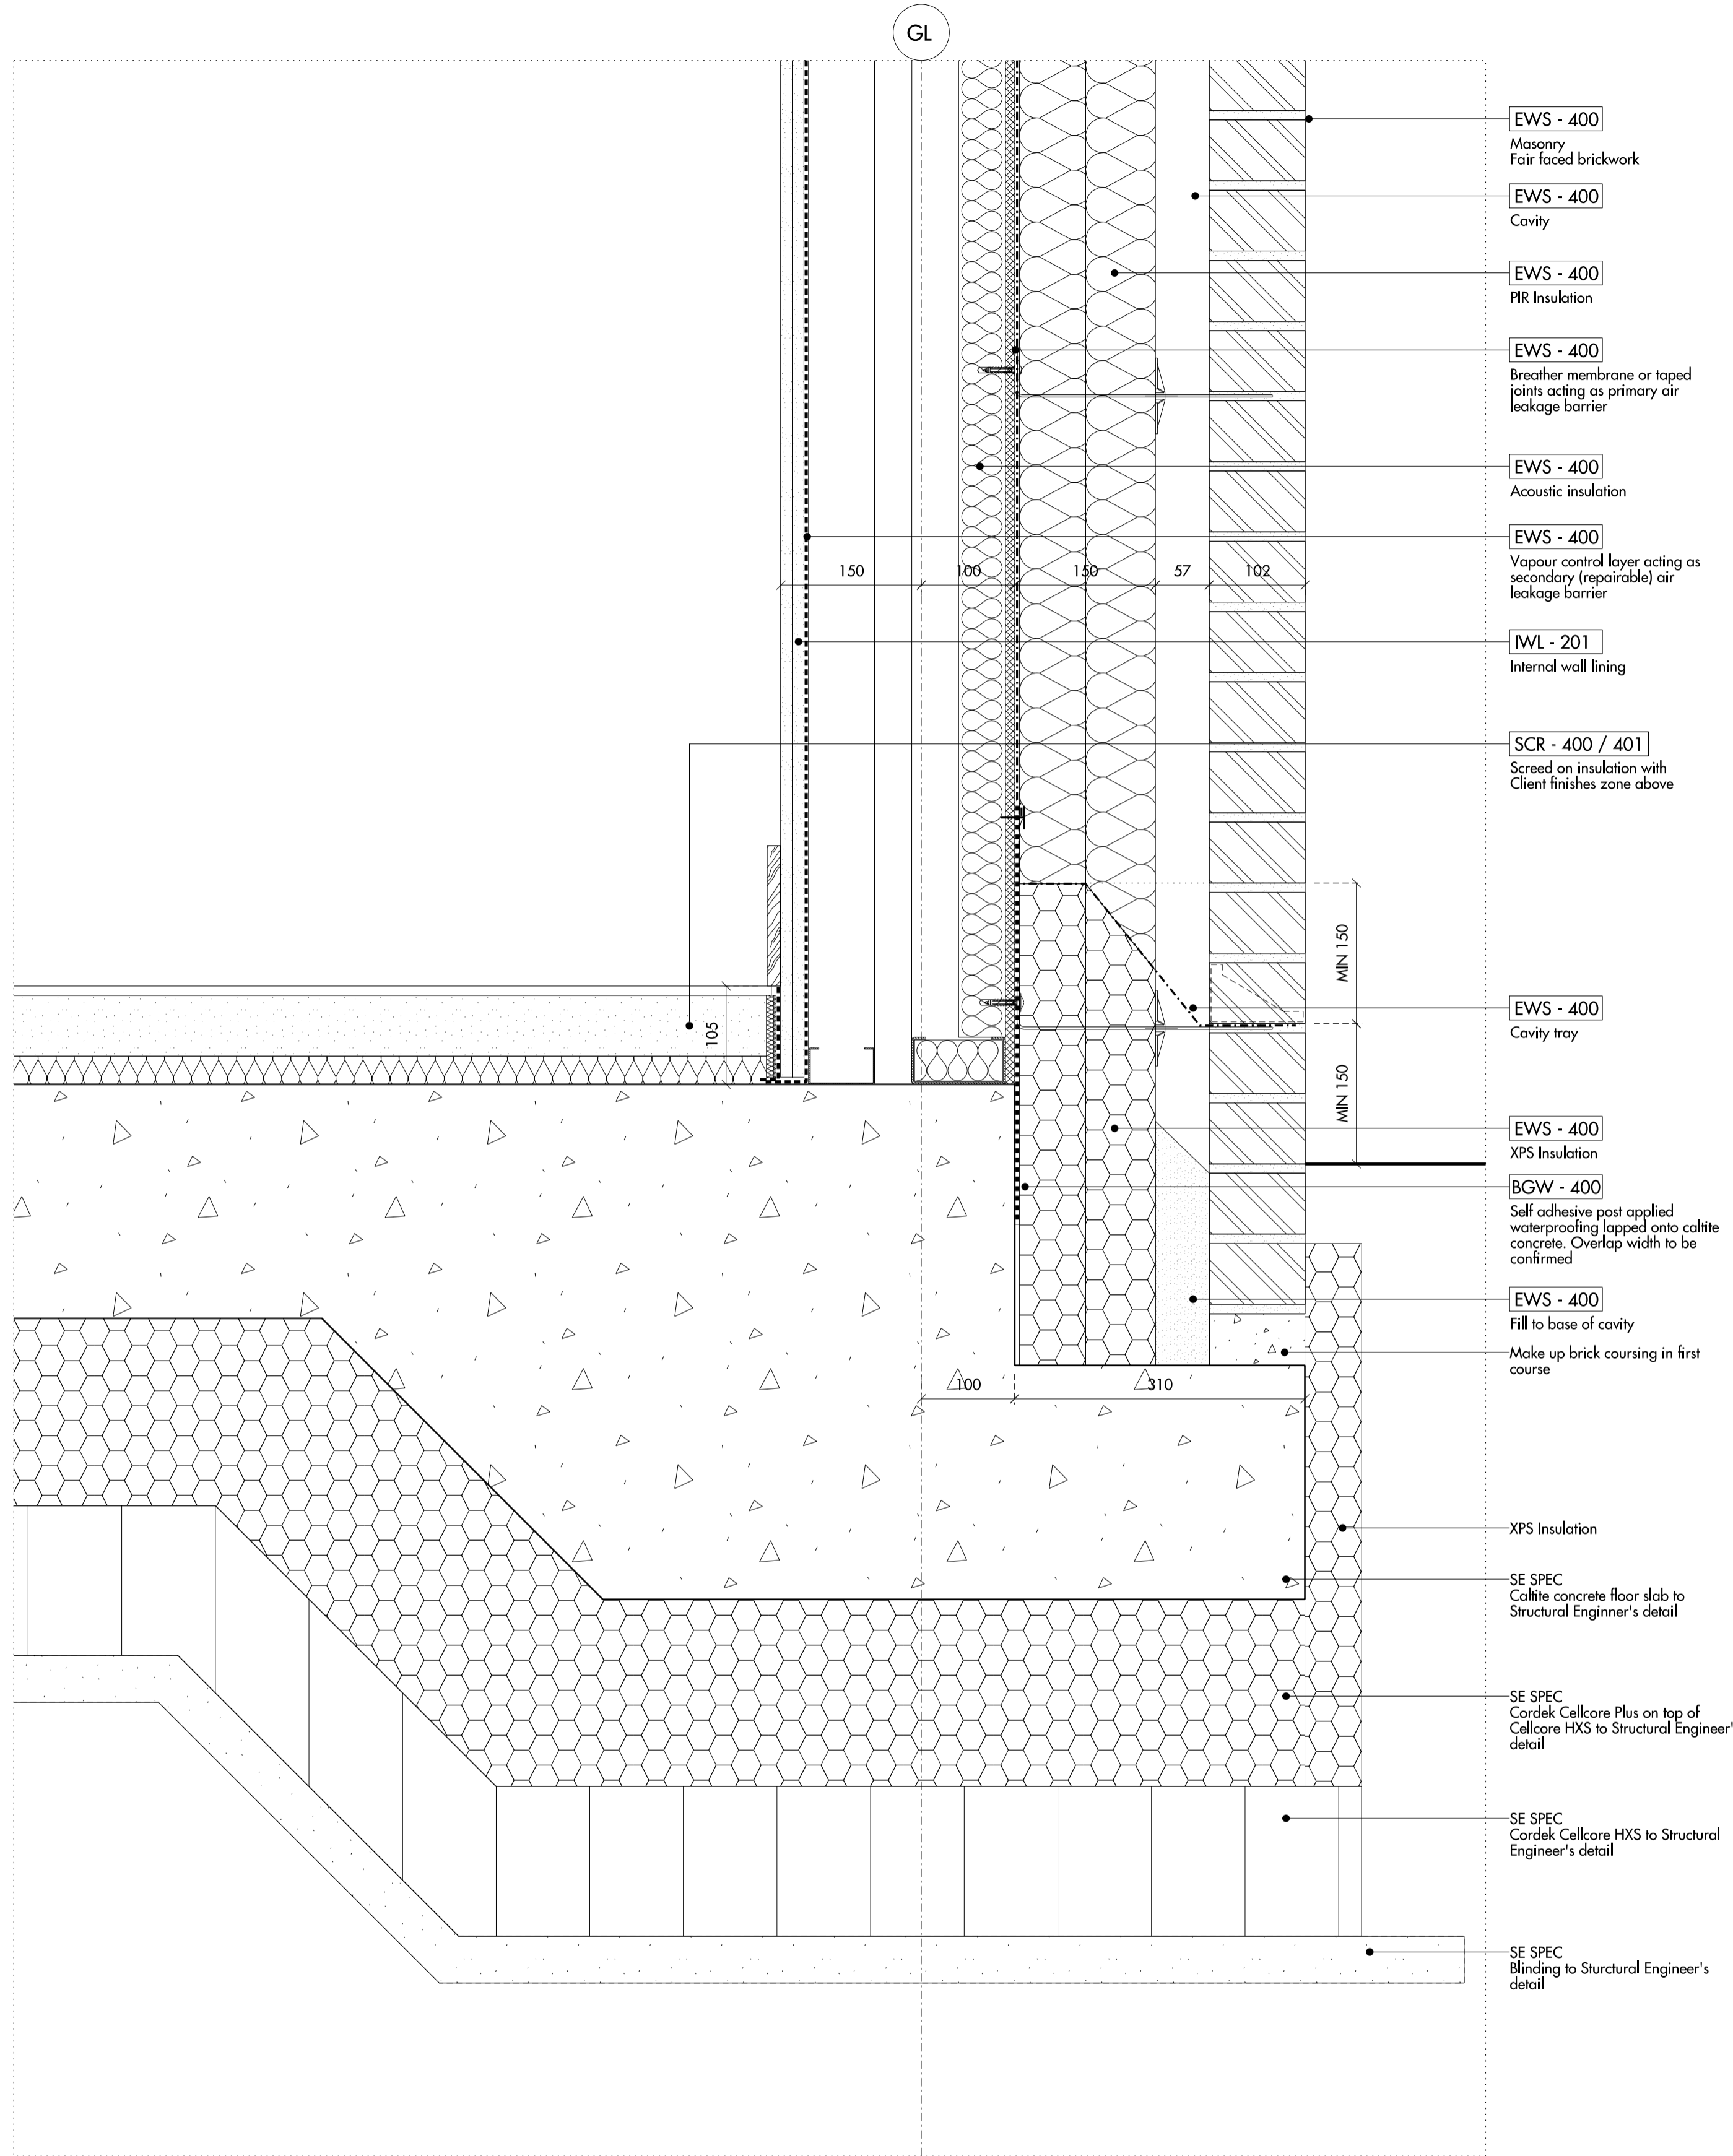 GL
EWS - 400
Masonry
Fair faced brickwork
EWS - 400
Cavity
EWS - 400
PIR Insulation
EWS - 400
Breather membrane or taped
joints acting as primary air
leakage barrier
EWS - 400
Acoustic insulation
EWS - 400
Vapour control layer acting as
secondary (repairable) air
leakage barrier
150
100
150
57
102
IWL - 201
Internal wall lining
SCR - 400 / 401
Screed on insulation with
Client finishes zone above
MIN 150
105
EWS - 400
Cavity tray
MIN 150
EWS - 400
XPS Insulation
BGW - 400
Self adhesive post applied
waterproofing lapped onto caltite
concrete. Overlap width to be
confirmed
EWS - 400
Fill to base of cavity
Make up brick coursing in first
course
100
310
XPS Insulation
SE SPEC
Caltite concrete floor slab to
Structural Enginner's detail
SE SPEC
Cordek Cellcore Plus on top of
Cellcore HXS to Structural Engineer'
detail
SE SPEC
Cordek Cellcore HXS to Structural
Engineer's detail
SE SPEC
Blinding to Sturctural Engineer's
detail